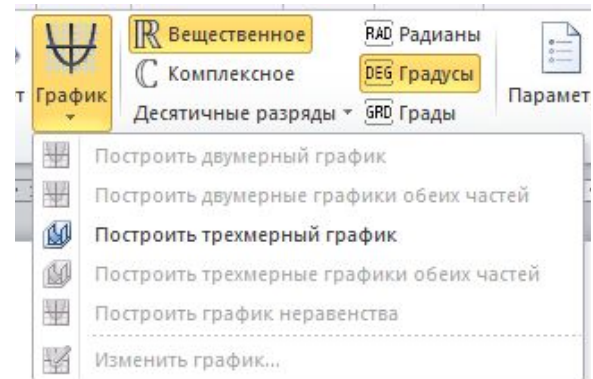 ℝ Вещественное
RAD Радианы
ℂ Комплексное
DEG Градусы
т График
Парамет
Десятичные разряды
GRD Грады
Построить двумерный график
Построить двумерные графики обеих частей
Построить трехмерный график
Построить трехмерные графики обеих частей
Построить график неравенства
Изменить график...